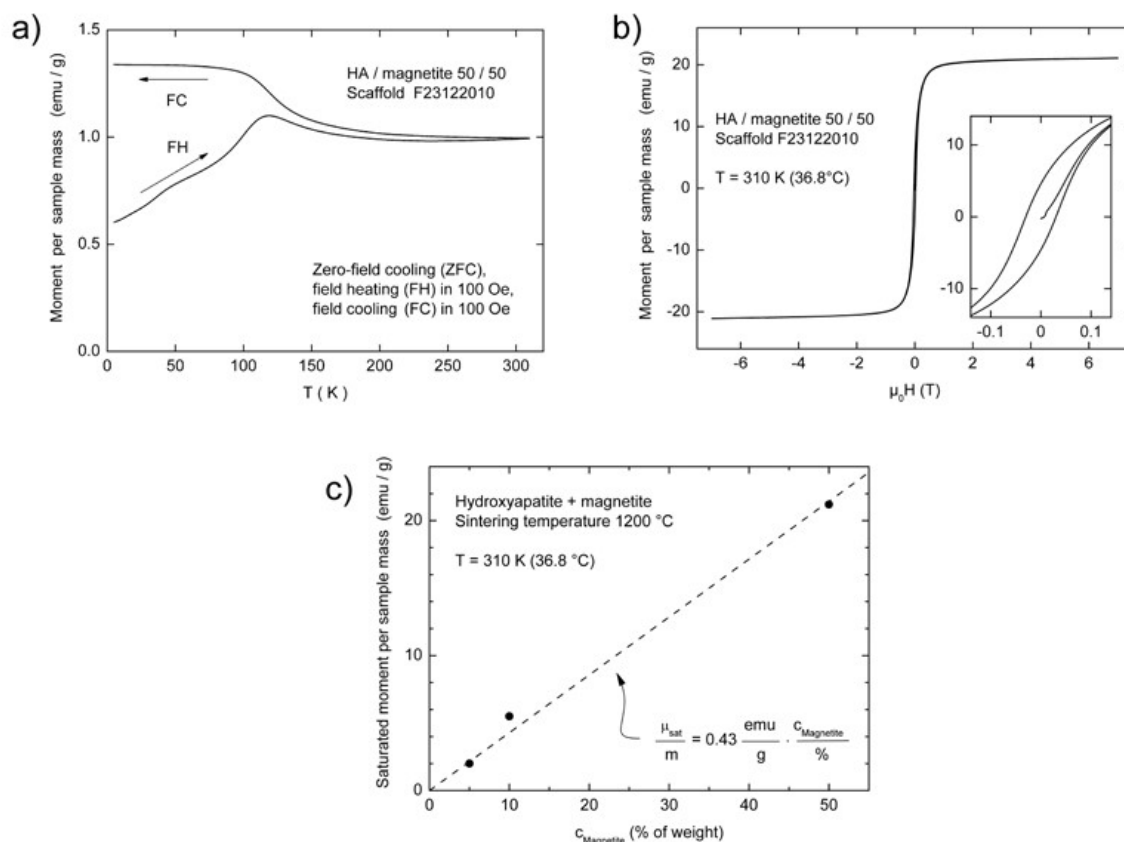 a)
1.5
1.0
0.5
0.0
Moment per sample mass (emu / g)
HA / magnetite 50 / 50
Scaffold F23122010
FC
FH
Zero-field cooling (ZFC),
field heating (FH) in 100 Oe,
field cooling (FC) in 100 Oe
0 50 100 150 200 250 300
T ( K )
b)
20
10
0
-10
-20
Moment per sample mass (emu / g)
HA / magnetite 50 / 50
Scaffold F23122010
T = 310 K (36.8°C)
10
0
-10
-0.1 0 0.1
-6 -4 -2 0 2 4 6
μ₀H (T)
c)
20
10
0
Saturated moment per sample mass (emu / g)
Hydroxyapatite + magnetite
Sintering temperature 1200 °C
T = 310 K (36.8 °C)
μsat / m = 0.43 emu / g · cMagnetite / %
0 10 20 30 40 50
cMagnetite (% of weight)